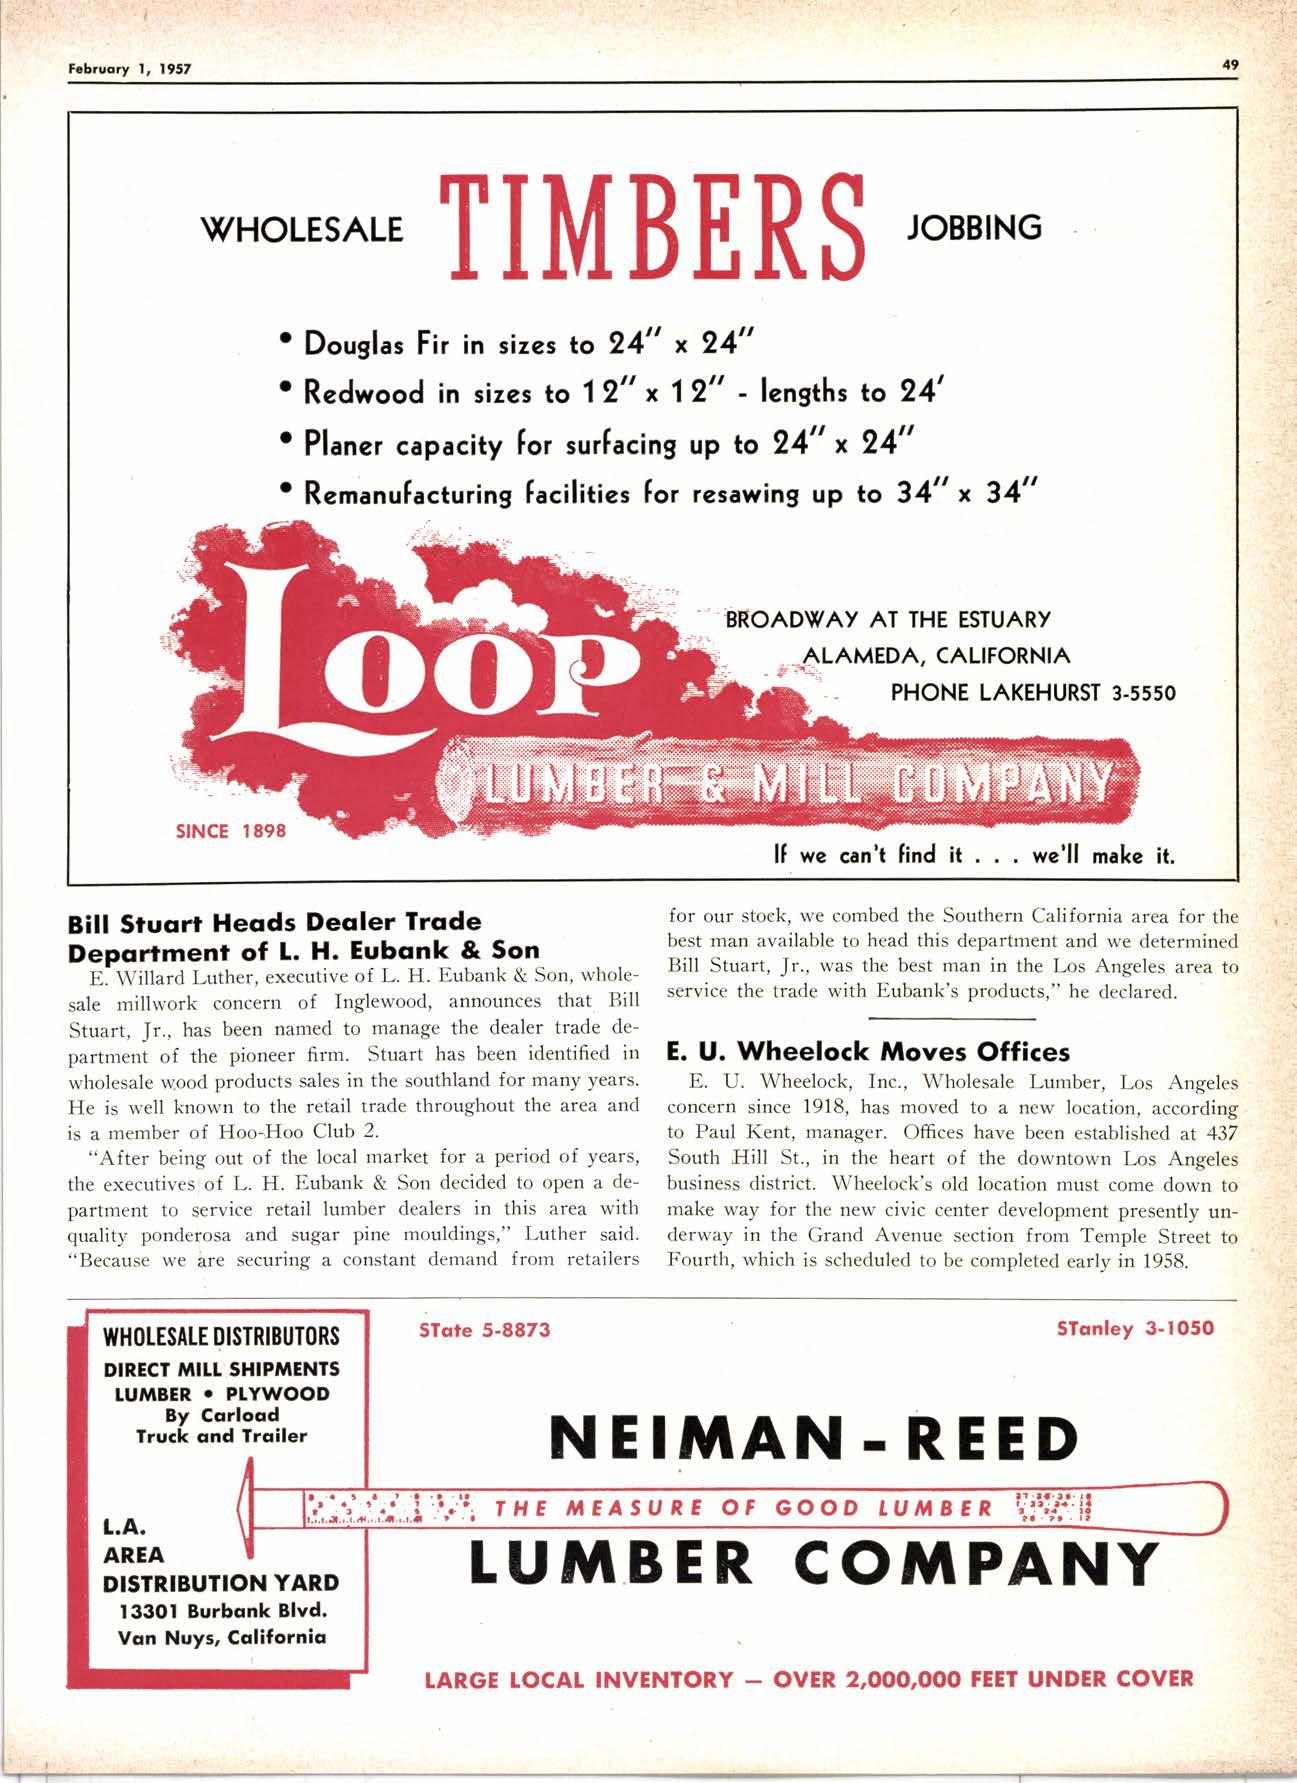 February 1, 1957
49
WHOLESALE TIMBERS JOBBING
• Douglas Fir in sizes to 24″ x 24″
• Redwood in sizes to 12″ x 12″ - lengths to 24′
• Planer capacity for surfacing up to 24″ x 24″
• Remanufacturing facilities for resawing up to 34″ x 34″
LOOP
BROADWAY AT THE ESTUARY
ALAMEDA, CALIFORNIA
PHONE LAKEHURST 3-5550
LUMBER & MILL COMPANY
SINCE 1898
If we can't find it . . . we'll make it.
Bill Stuart Heads Dealer Trade
Department of L. H. Eubank & Son
E. Willard Luther, executive of L. H. Eubank & Son, whole-
sale millwork concern of Inglewood, announces that Bill
Stuart, Jr., has been named to manage the dealer trade de-
partment of the pioneer firm. Stuart has been identified in
wholesale wood products sales in the southland for many years.
He is well known to the retail trade throughout the area and
is a member of Hoo-Hoo Club 2.
"After being out of the local market for a period of years,
the executives of L. H. Eubank & Son decided to open a de-
partment to service retail lumber dealers in this area with
quality ponderosa and sugar pine mouldings," Luther said.
"Because we are securing a constant demand from retailers
for our stock, we combed the Southern California area for the
best man available to head this department and we determined
Bill Stuart, Jr., was the best man in the Los Angeles area to
service the trade with Eubank's products," he declared.
E. U. Wheelock Moves Offices
E. U. Wheelock, Inc., Wholesale Lumber, Los Angeles
concern since 1918, has moved to a new location, according
to Paul Kent, manager. Offices have been established at 437
South Hill St., in the heart of the downtown Los Angeles
business district. Wheelock's old location must come down to
make way for the new civic center development presently un-
derway in the Grand Avenue section from Temple Street to
Fourth, which is scheduled to be completed early in 1958.
WHOLESALE DISTRIBUTORS
DIRECT MILL SHIPMENTS
LUMBER • PLYWOOD
By Carload
Truck and Trailer
L.A.
AREA
DISTRIBUTION YARD
13301 Burbank Blvd.
Van Nuys, California
STate 5-8873
STanley 3-1050
NEIMAN - REED
THE MEASURE OF GOOD LUMBER
LUMBER COMPANY
LARGE LOCAL INVENTORY — OVER 2,000,000 FEET UNDER COVER